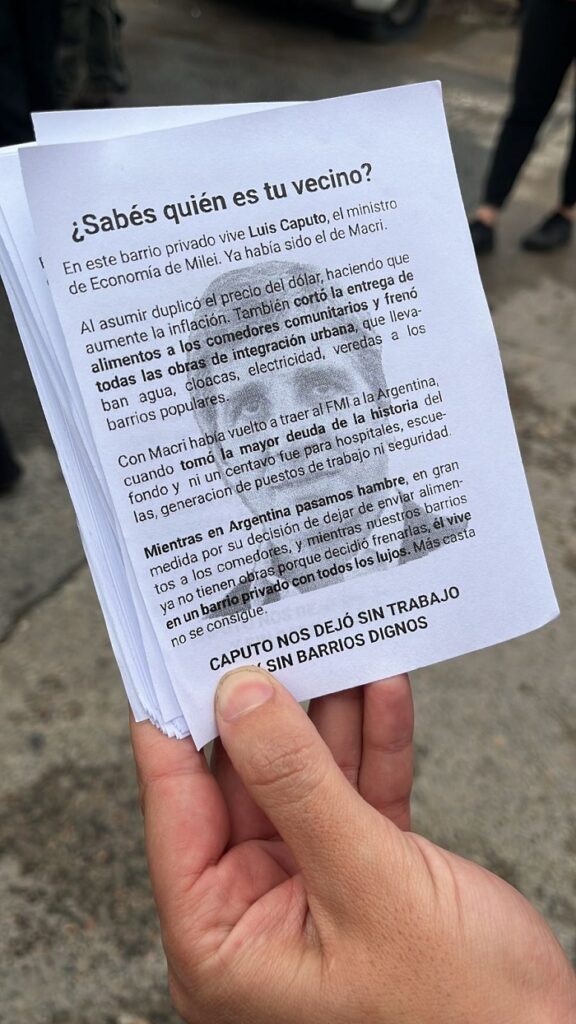 ¿Sabés quién es tu vecino?
En este barrio privado vive Luis Caputo, el ministro
de Economía de Milei. Ya había sido el de Macri.
Al asumir duplicó el precio del dólar, haciendo que
aumente la inflación. También cortó la entrega de
alimentos a los comedores comunitarios y frenó
todas las obras de integración urbana, que lleva-
ban agua, cloacas, electricidad, veredas a los
barrios populares.
Con Macri había vuelto a traer al FMI a la Argentina,
cuando tomó la mayor deuda de la historia del
fondo y ni un centavo fue para hospitales, escue-
las, generacion de puestos de trabajo ni seguridad.
Mientras en Argentina pasamos hambre, en gran
medida por su decisión de dejar de enviar alimen-
tos a los comedores, y mientras nuestros barrios
ya no tienen obras porque decidió frenarlas, él vive
en un barrio privado con todos los lujos. Más casta
no se consigue.
CAPUTO NOS DEJÓ SIN TRABAJO
Y SIN BARRIOS DIGNOS